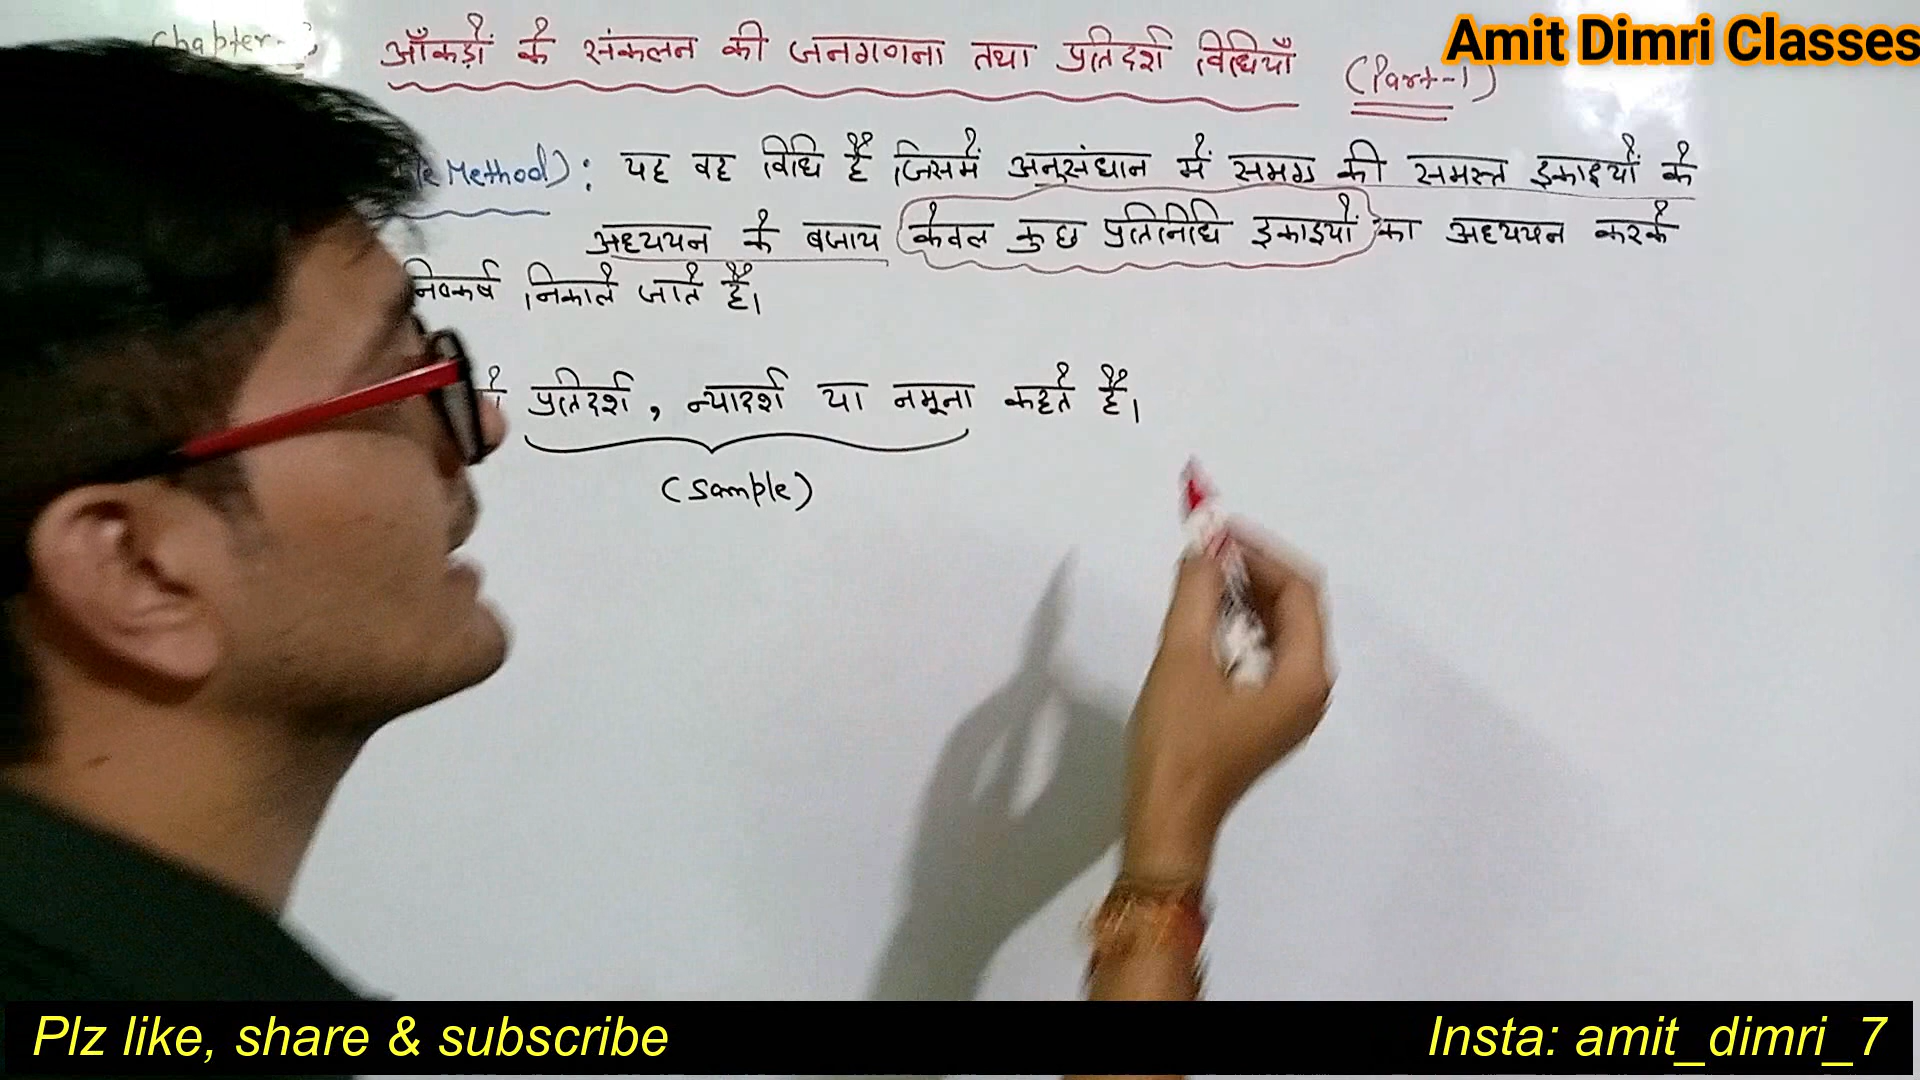 Chapter-
आँकड़ों के संकलन की जनगणना तथा प्रतिदर्श विधियाँ (Part-1)
Amit Dimri Classes
Method): यह वह विधि है जिसमें अनुसंधान में समग्र की समस्त इकाइयों के
अध्ययन के बजाय केवल कुछ प्रतिनिधि इकाइयों का अध्ययन करके
निष्कर्ष निकाले जाते हैं।
प्रतिदर्श, न्यादर्श या नमूना कहते हैं।
(Sample)
Plz like, share & subscribe
Insta: amit_dimri_7